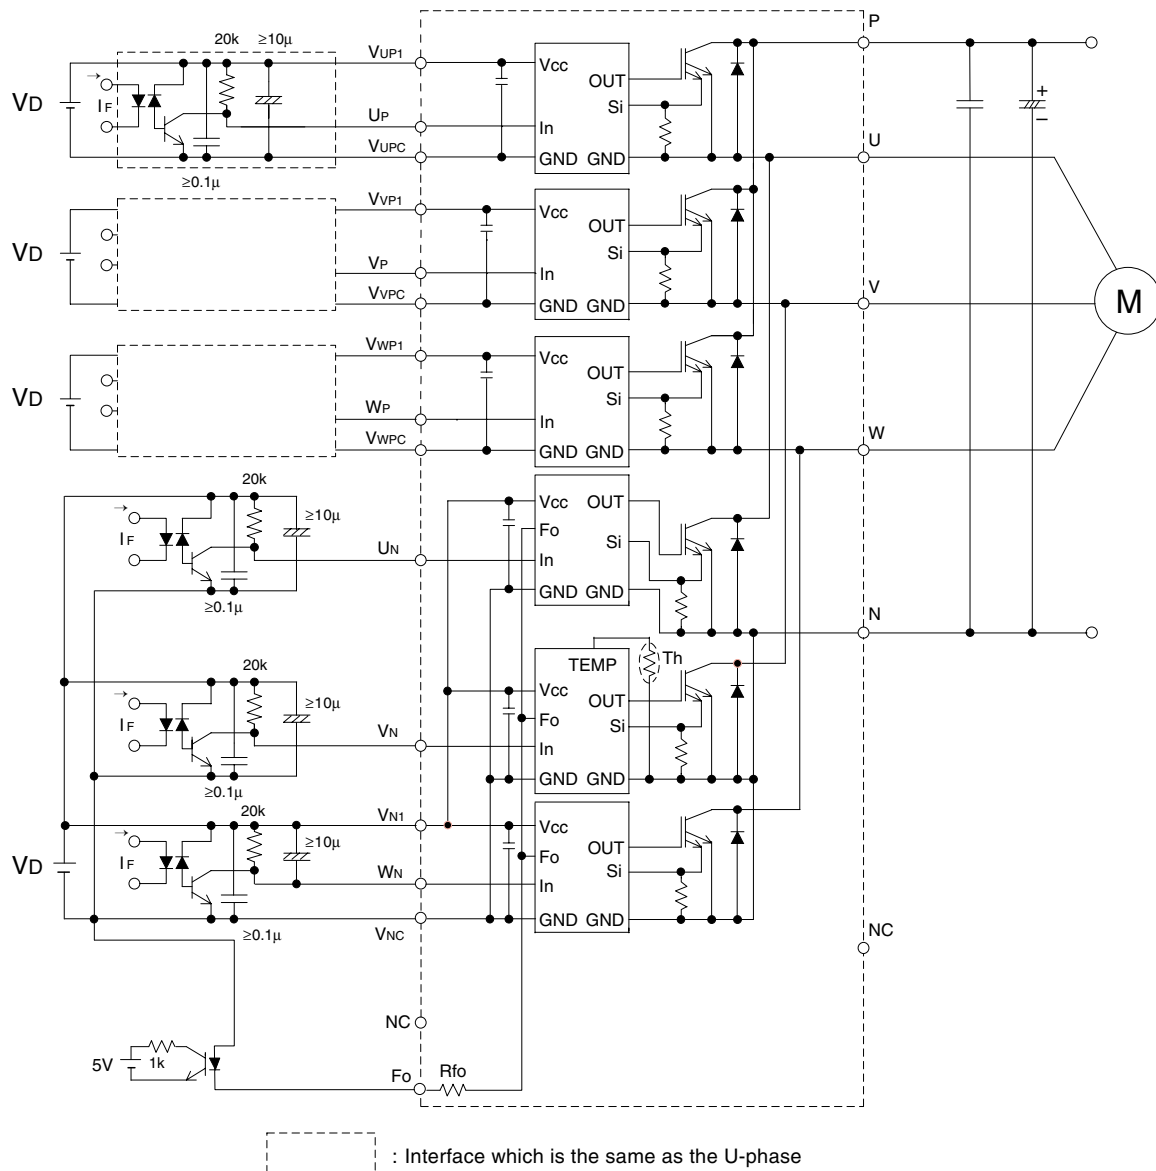 P
20k ≥10μ
VUP1
Vcc
OUT
Si
VD
IF
UP
In
+
−
VUPC
GND GND
U
≥0.1μ
VVP1
Vcc
OUT
Si
VD
VP
In
VVPC
GND GND
V
M
VWP1
Vcc
OUT
Si
VD
WP
In
VWPC
GND GND
W
20k
≥10μ
IF
Vcc OUT
Fo
Si
UN
In
GND GND
≥0.1μ
N
20k
≥10μ
IF
TEMP
Th
Vcc
OUT
Fo
Si
VN
In
GND GND
≥0.1μ
20k
≥10μ
VN1
Vcc
OUT
Fo
Si
VD
IF
WN
In
GND GND
≥0.1μ
VNC
NC
NC
5V
1k
Fo
Rfo
: Interface which is the same as the U-phase